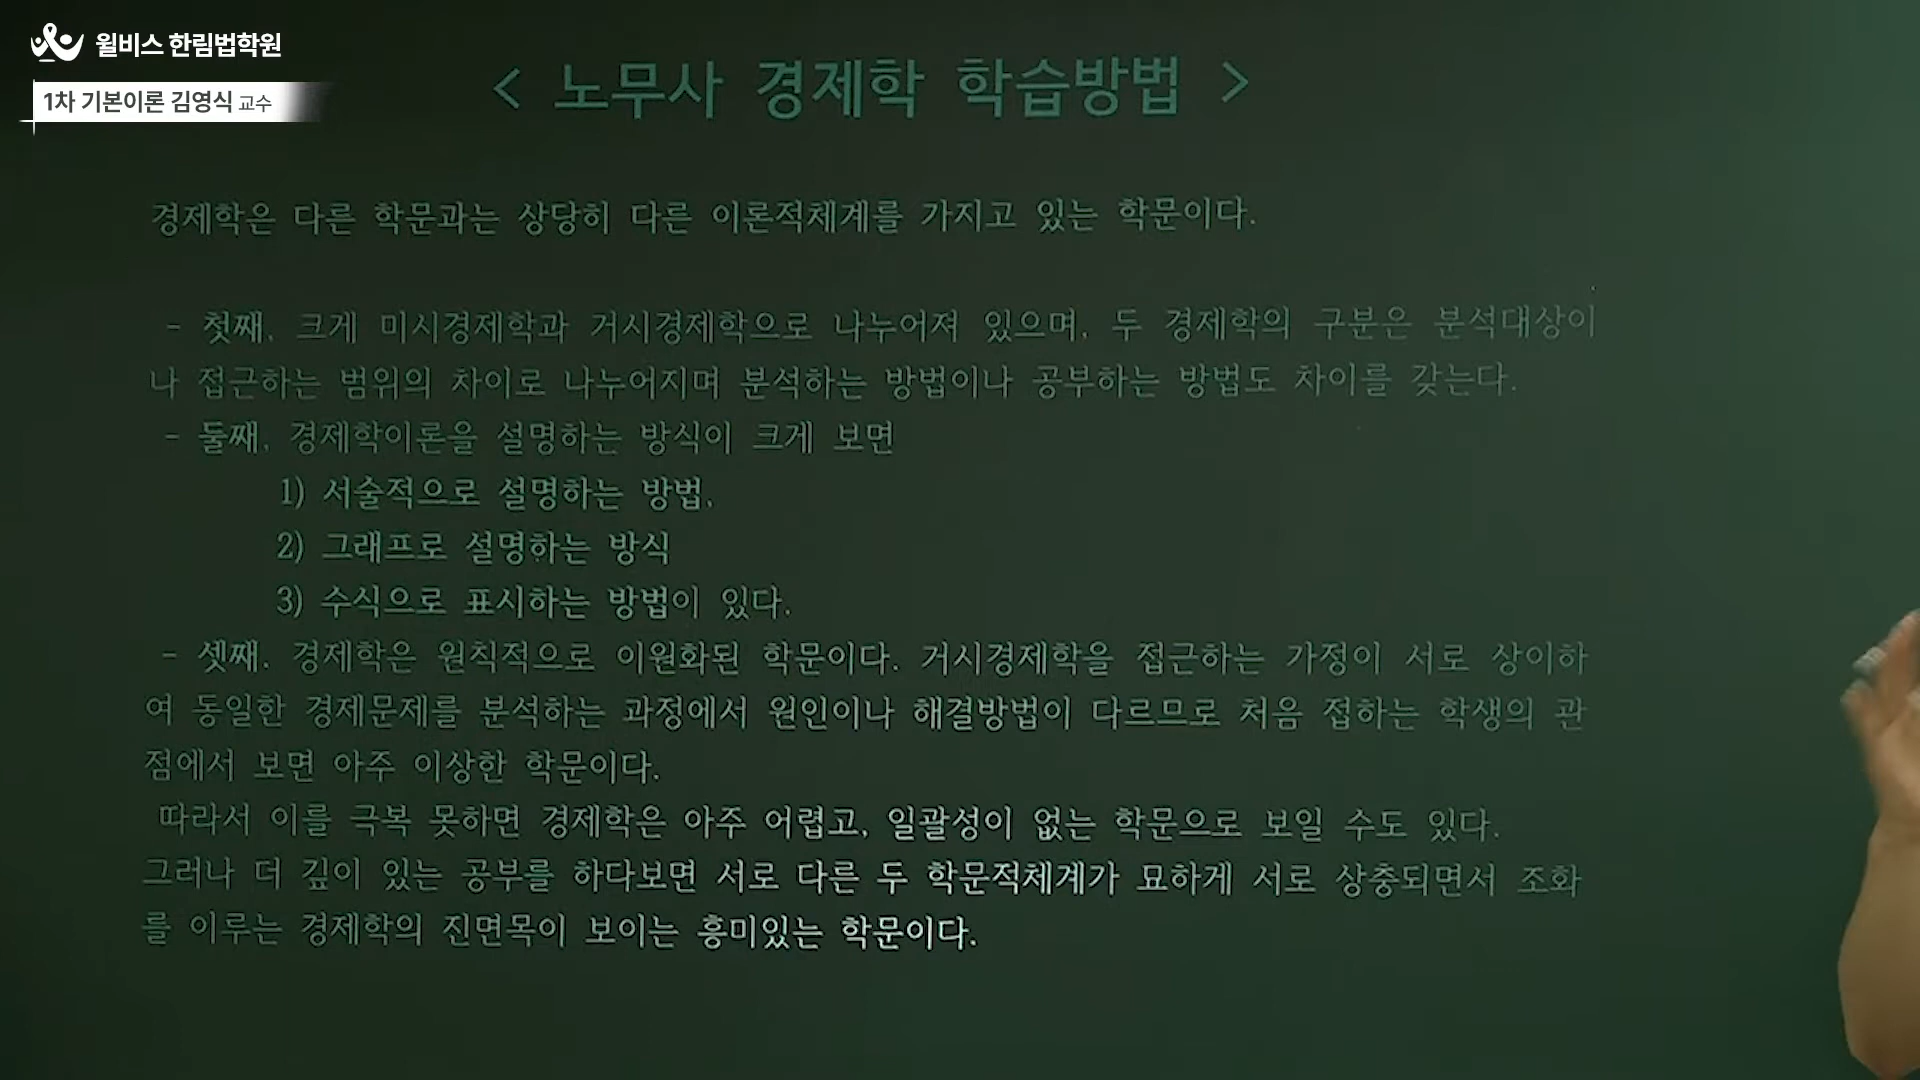 윌비스 한림법학원
1차 기본이론 김영식 교수
< 노무사 경제학 학습방법 >
경제학은 다른 학문과는 상당히 다른 이론적체계를 가지고 있는 학문이다.
- 첫째, 크게 미시경제학과 거시경제학으로 나누어져 있으며, 두 경제학의 구분은 분석대상이
나 접근하는 범위의 차이로 나누어지며 분석하는 방법이나 공부하는 방법도 차이를 갖는다.
- 둘째, 경제학이론을 설명하는 방식이 크게 보면
1) 서술적으로 설명하는 방법,
2) 그래프로 설명하는 방식
3) 수식으로 표시하는 방법이 있다.
- 셋째. 경제학은 원칙적으로 이원화된 학문이다. 거시경제학을 접근하는 가정이 서로 상이하
여 동일한 경제문제를 분석하는 과정에서 원인이나 해결방법이 다르므로 처음 접하는 학생의 관
점에서 보면 아주 이상한 학문이다.
따라서 이를 극복 못하면 경제학은 아주 어렵고, 일괄성이 없는 학문으로 보일 수도 있다.
그러나 더 깊이 있는 공부를 하다보면 서로 다른 두 학문적체계가 묘하게 서로 상충되면서 조화
를 이루는 경제학의 진면목이 보이는 흥미있는 학문이다.